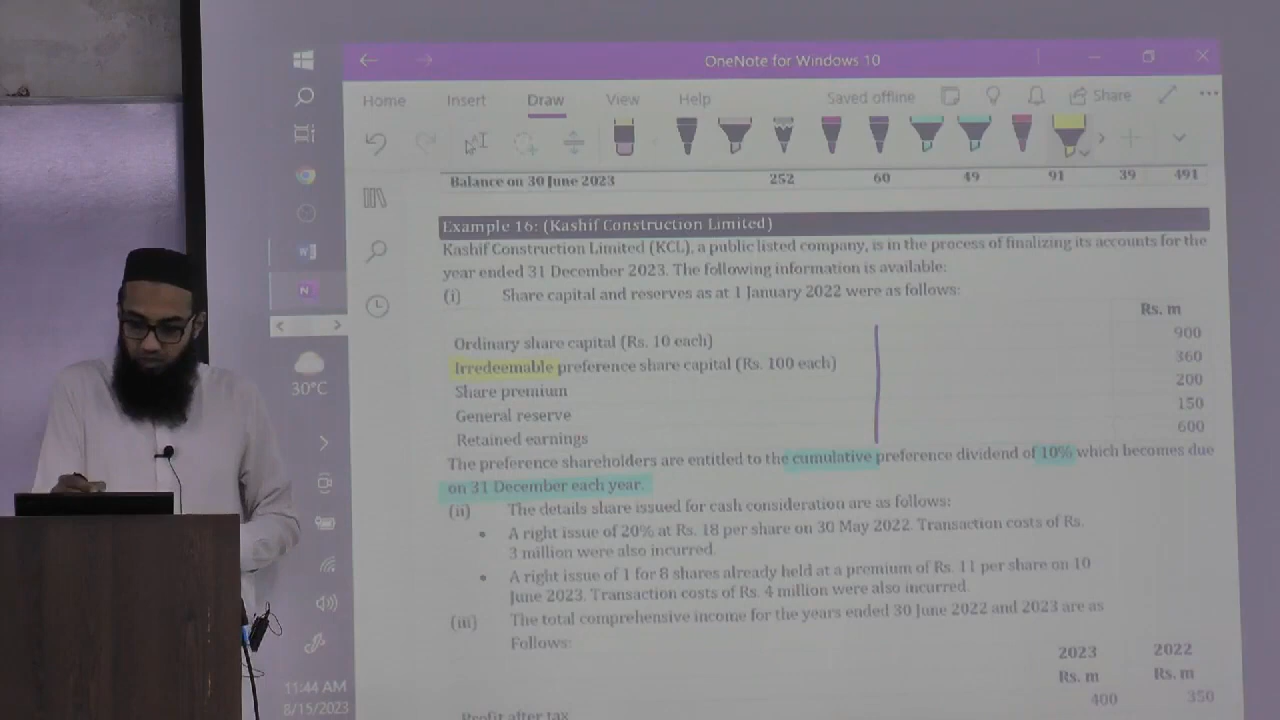 OneNote for Windows 10
Home Insert Draw View Help Saved offline Share
Balance on 30 June 2023 252 60 49 91 39 491
Example 16: (Kashif Construction Limited)
Kashif Construction Limited (KCL), a public listed company, is in the process of finalizing its accounts for the
year ended 31 December 2023. The following information is available:
(i) Share capital and reserves as at 1 January 2022 were as follows:
Rs. m
Ordinary share capital (Rs. 10 each) 900
Irredeemable preference share capital (Rs. 100 each) 360
Share premium 200
General reserve 150
Retained earnings 600
The preference shareholders are entitled to the cumulative preference dividend of 10% which becomes due
on 31 December each year.
(ii) The details share issued for cash consideration are as follows:
• A right issue of 20% at Rs. 18 per share on 30 May 2022. Transaction costs of Rs.
3 million were also incurred.
• A right issue of 1 for 8 shares already held at a premium of Rs. 11 per share on 10
June 2023. Transaction costs of Rs. 4 million were also incurred.
(iii) The total comprehensive income for the years ended 30 June 2022 and 2023 are as
Follows:
2023 2022
Rs. m Rs. m
Profit after tax 400 350
30°C
11:44 AM
8/15/2023